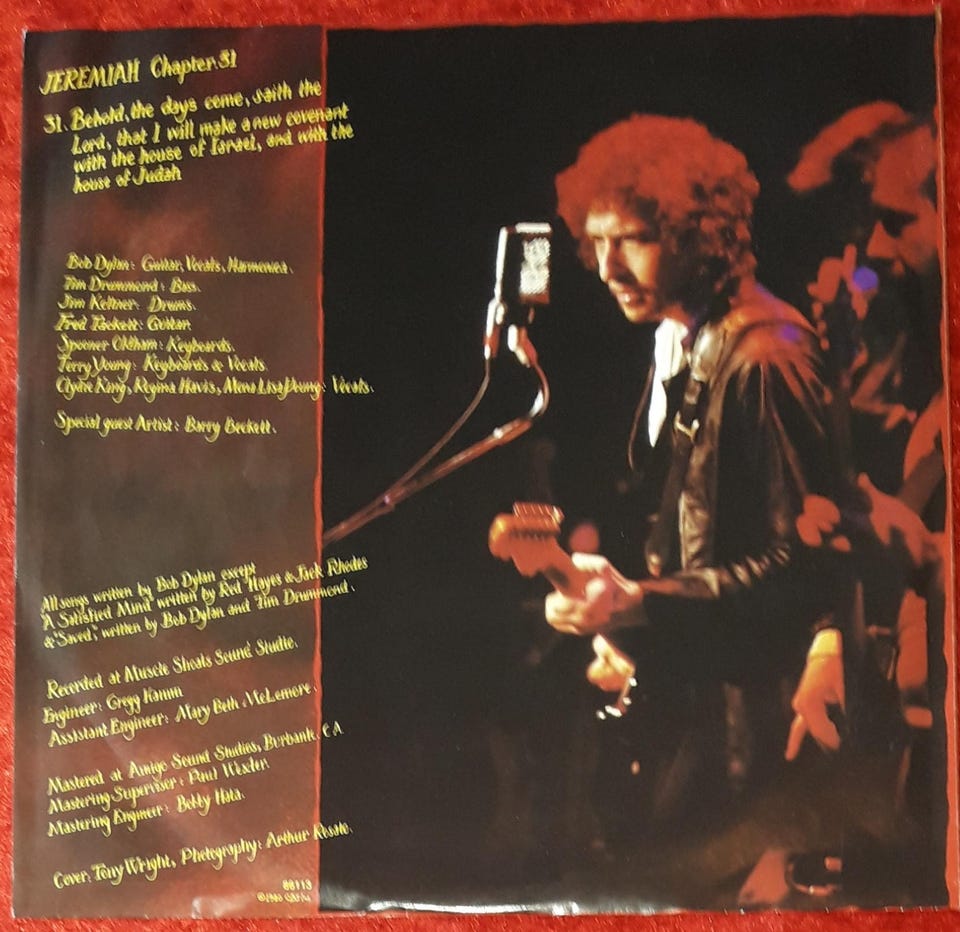 JEREMIAH Chapter 31
31. Behold, the days come, saith the
Lord, that I will make a new covenant
with the house of Israel, and with the
house of Judah
Bob Dylan: Guitar, Vocals, Harmonica.
Tim Drummond: Bass.
Jim Keltner: Drums.
Fred Tackett: Guitar.
Spooner Oldham: Keyboards.
Terry Young: Keyboards & Vocals.
Clydie King, Regina Havis, Mona Lisa Young: Vocals.
Special guest Artist: Barry Beckett.
All songs written by Bob Dylan except
"A Satisfied Mind" written by Red Hayes & Jack Rhodes
& "Saved," written by Bob Dylan and Tim Drummond.
Recorded at Muscle Shoals Sound Studio.
Engineer: Gregg Hamm
Assistant Engineer: Mary Beth McLemore.
Mastered at Amigo Sound Studios, Burbank, CA
Mastering Supervisor: Paul Wexler.
Mastering Engineer: Bobby Hata.
Cover: Tony Wright, Photography: Arthur Rosato.
86113
©1980